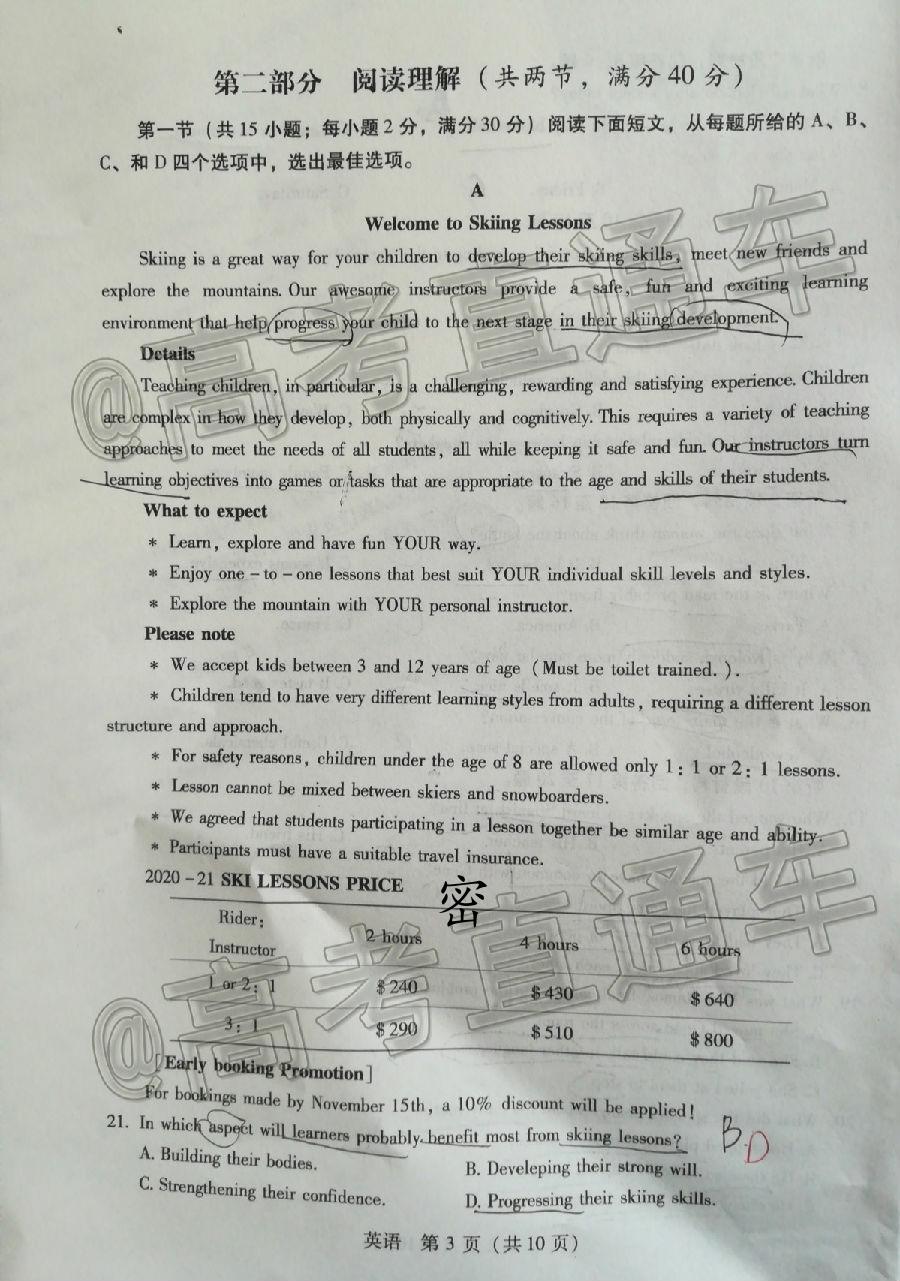 第二部分 阅读理解（共两节，满分40分）
第一节（共15小题；每小题2分，满分30分）阅读下面短文，从每题所给的A、B、
C、和D四个选项中，选出最佳选项。
A
Welcome to Skiing Lessons
Skiing is a great way for your children to develop their skiing skills, meet new friends and
explore the mountains. Our awesome instructors provide a safe, fun and exciting learning
environment that help progress your child to the next stage in their skiing development.
Details
Teaching children, in particular, is a challenging, rewarding and satisfying experience. Children
are complex in how they develop, both physically and cognitively. This requires a variety of teaching
approaches to meet the needs of all students, all while keeping it safe and fun. Our instructors turn
learning objectives into games or tasks that are appropriate to the age and skills of their students.
What to expect
* Learn, explore and have fun YOUR way.
* Enjoy one-to-one lessons that best suit YOUR individual skill levels and styles.
* Explore the mountain with YOUR personal instructor.
Please note
* We accept kids between 3 and 12 years of age (Must be toilet trained.).
* Children tend to have very different learning styles from adults, requiring a different lesson
structure and approach.
* For safety reasons, children under the age of 8 are allowed only 1:1 or 2:1 lessons.
* Lesson cannot be mixed between skiers and snowboarders.
* We agreed that students participating in a lesson together be similar age and ability.
* Participants must have a suitable travel insurance.
2020-21 SKI LESSONS PRICE
密
Rider:
Instructor 2 hours 4 hours 6 hours
1 or 2:1 $240 $430 $640
3:1 $290 $510 $800
[Early booking Promotion]
For bookings made by November 15th, a 10% discount will be applied!
21. In which aspect will learners probably benefit most from skiing lessons? B D
A. Building their bodies. B. Develeping their strong will.
C. Strengthening their confidence. D. Progressing their skiing skills.
英语 第3页（共10页）
@高考直通车
@高考直通车